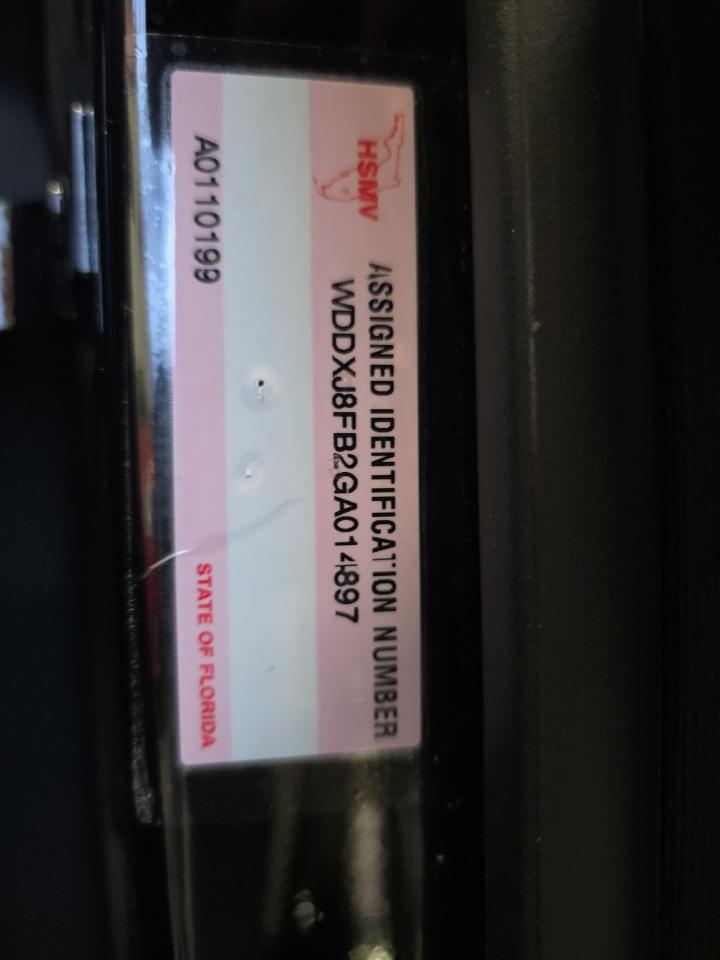 HSMV
ASSIGNED IDENTIFICATION NUMBER
WDDXJ8FB2GA014897
A0110199
STATE OF FLORIDA